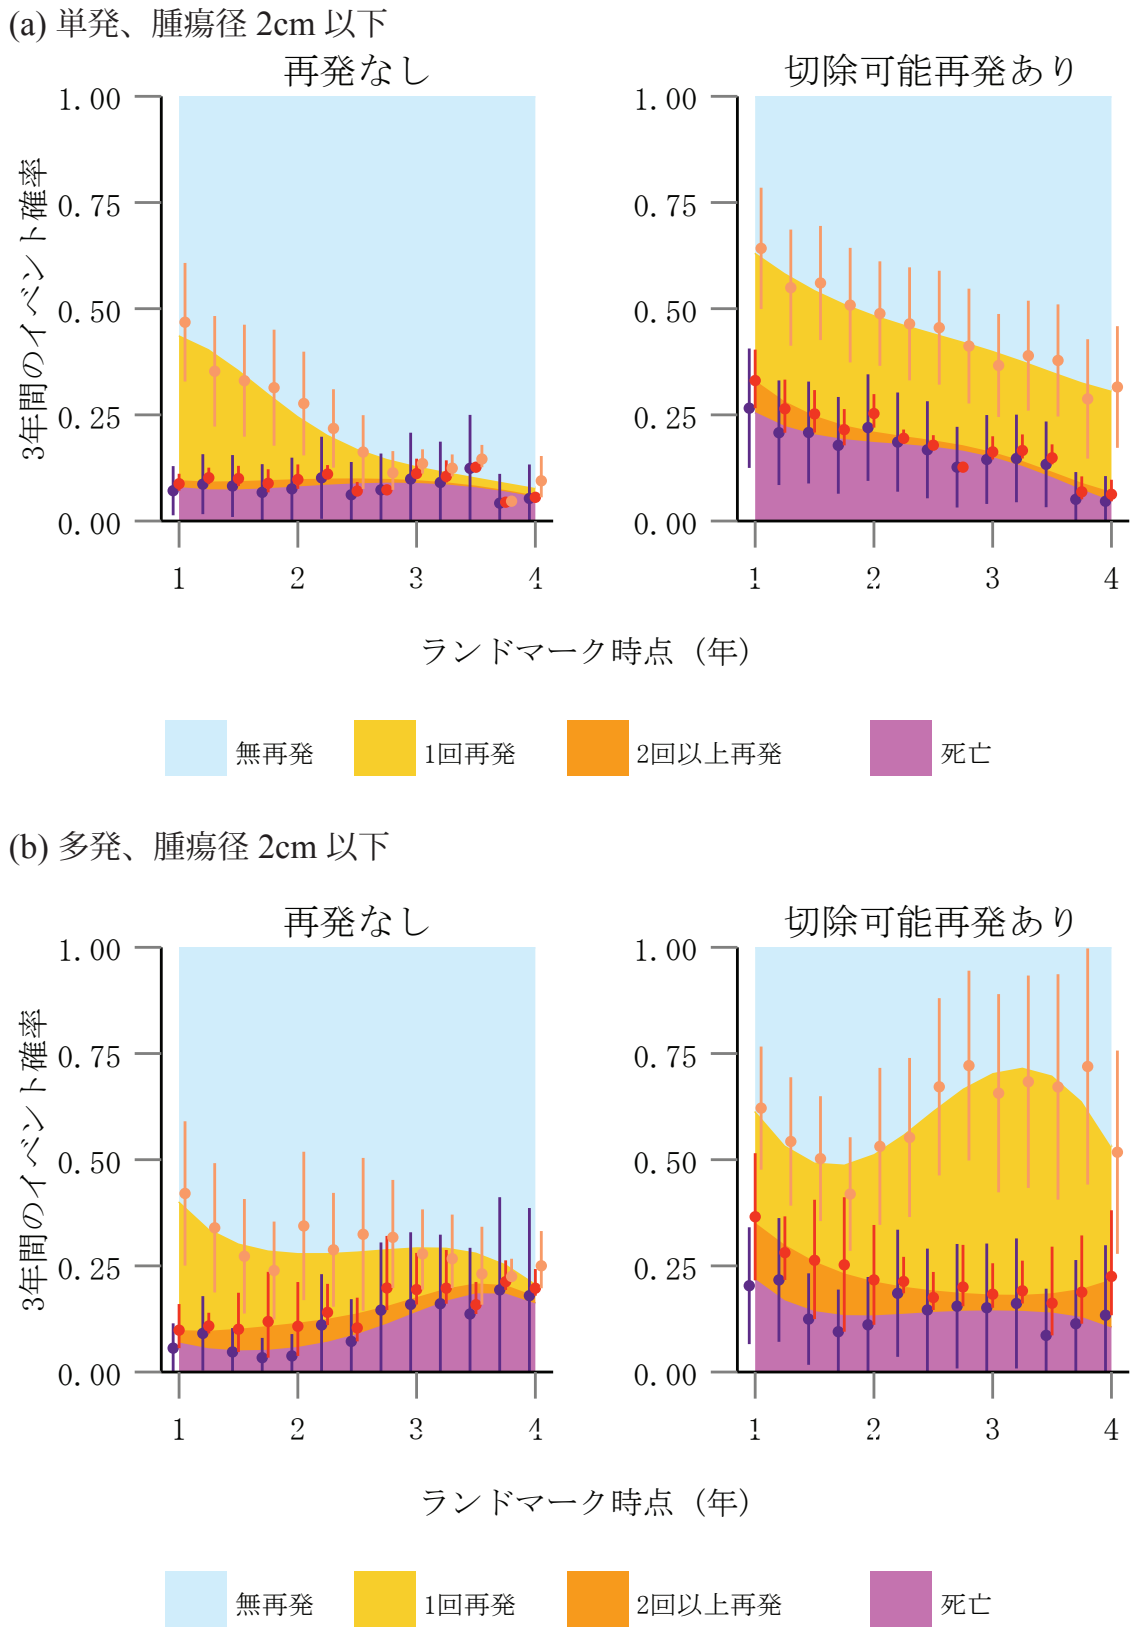 (a) 単発、腫瘍径 2cm 以下
再発なし
切除可能再発あり
3年間のイベント確率
1.00
0.75
0.50
0.25
0.00
1 2 3 4
1.00
0.75
0.50
0.25
0.00
1 2 3 4
ランドマーク時点（年）
無再発 1回再発 2回以上再発 死亡
(b) 多発、腫瘍径 2cm 以下
再発なし
切除可能再発あり
3年間のイベント確率
1.00
0.75
0.50
0.25
0.00
1 2 3 4
1.00
0.75
0.50
0.25
0.00
1 2 3 4
ランドマーク時点（年）
無再発 1回再発 2回以上再発 死亡